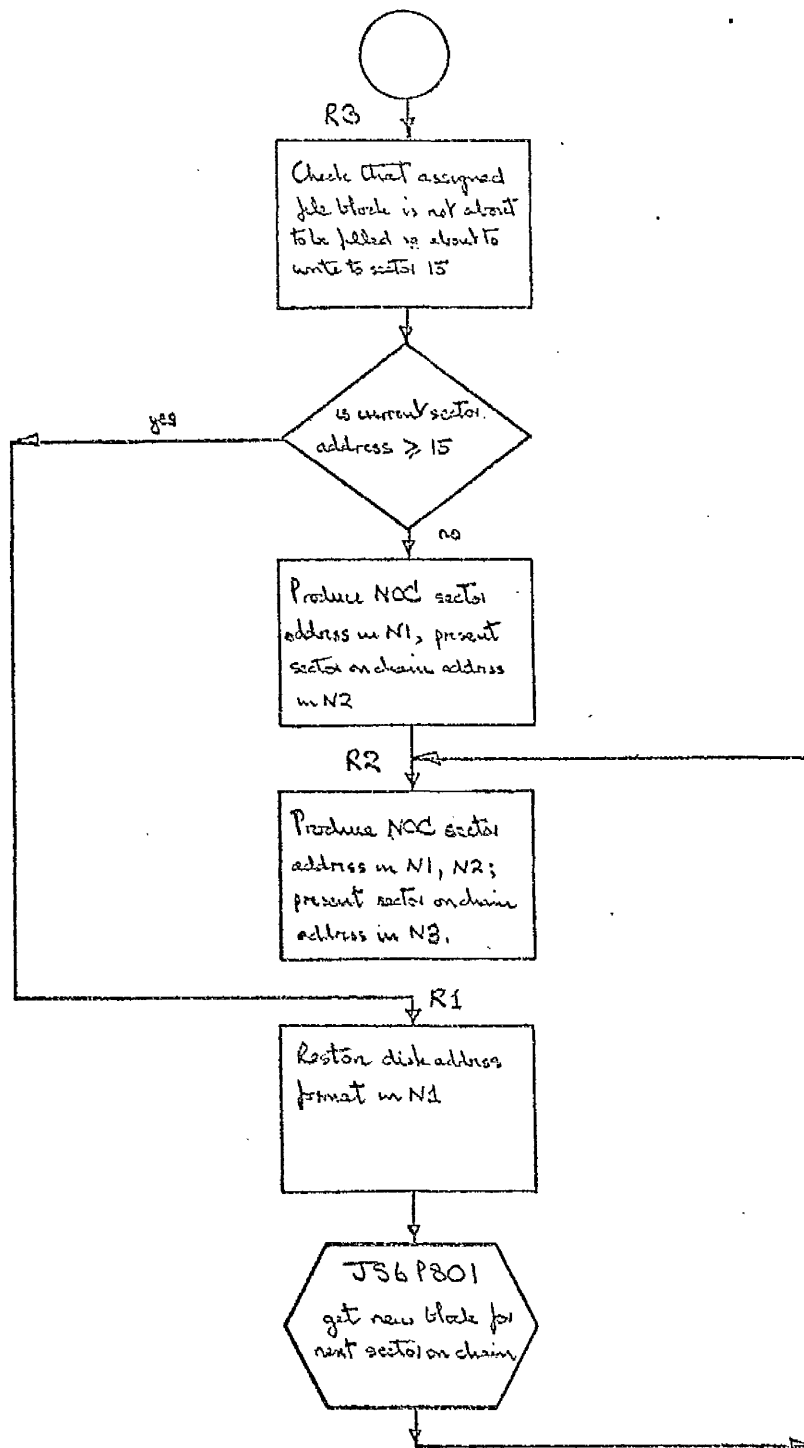 R3
Check that assigned
file block is not about
to be filled ie about to
write to sector 15
is current sector
address ≥ 15
yes
no
Produce NOC sector
address in N1, present
sector on chain address
in N2
R2
Produce NOC sector
address in N1, N2;
present sector on chain
address in N3.
R1
Restore disk address
format in N1
JS6P801
get new block for
next sector on chain